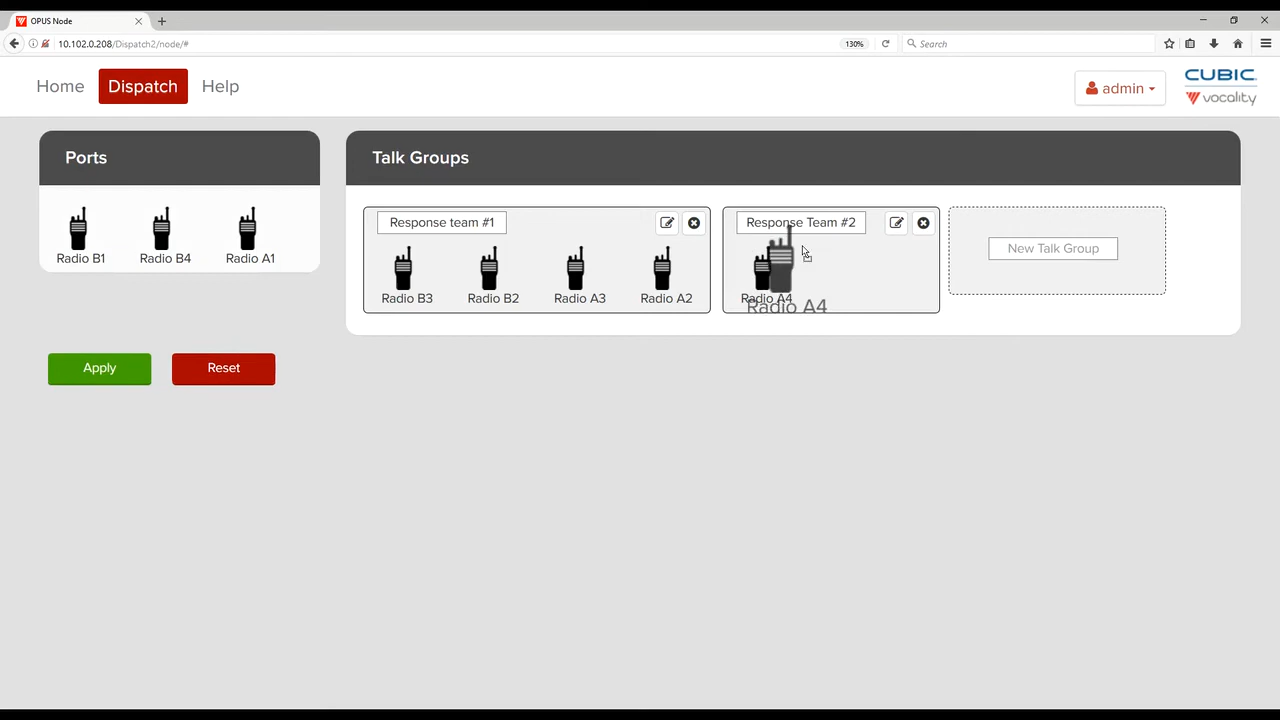 OPUS Node
10.102.0.208/Dispatch2/node/#
130%
Search
Home
Dispatch
Help
admin
CUBIC
vocality
Ports
Radio B1
Radio B4
Radio A1
Talk Groups
Response team #1
Radio B3
Radio B2
Radio A3
Radio A2
Response Team #2
Radio A4
Radio A4
New Talk Group
Apply
Reset